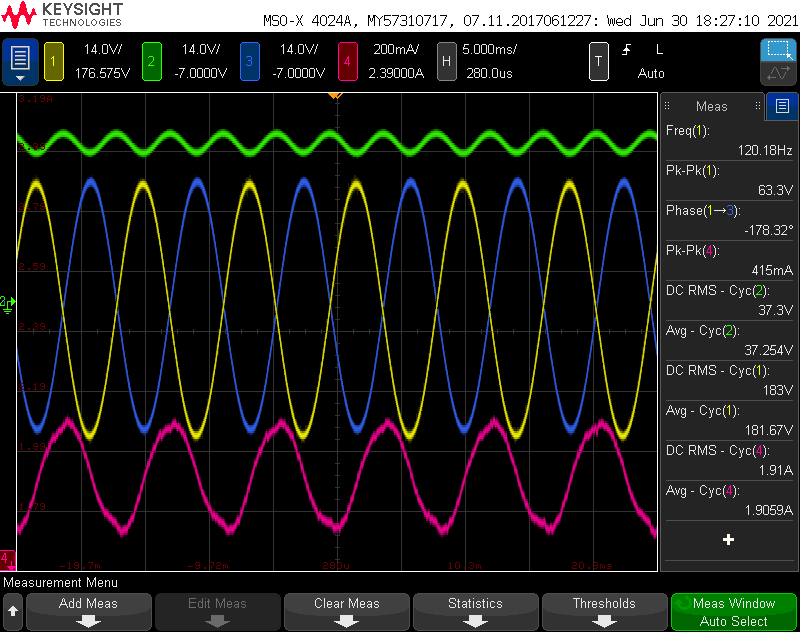 KEYSIGHT
TECHNOLOGIES
MSO-X 4024A, MY57310717, 07.11.2017061227: Wed Jun 30 18:27:10 2021
1 14.0V/ 2 14.0V/ 3 14.0V/ 4 200mA/ H 5.000ms/ T L
176.575V -7.0000V -7.0000V 2.39000A 280.0us Auto
3.19A
2.79
2.59
2.39
2.19
1.99
1.79
2
4
-19.7m -3.72m 280u 20.3ms
Meas
Freq(1):
120.18Hz
Pk-Pk(1):
63.3V
Phase(1→3):
-178.32°
Pk-Pk(4):
415mA
DC RMS - Cyc(2):
37.3V
Avg - Cyc(2):
37.254V
DC RMS - Cyc(1):
183V
Avg - Cyc(1):
181.67V
DC RMS - Cyc(4):
1.91A
Avg - Cyc(4):
1.9059A
+
Measurement Menu
Add Meas
Edit Meas
Clear Meas
Statistics
Thresholds
Meas Window
Auto Select